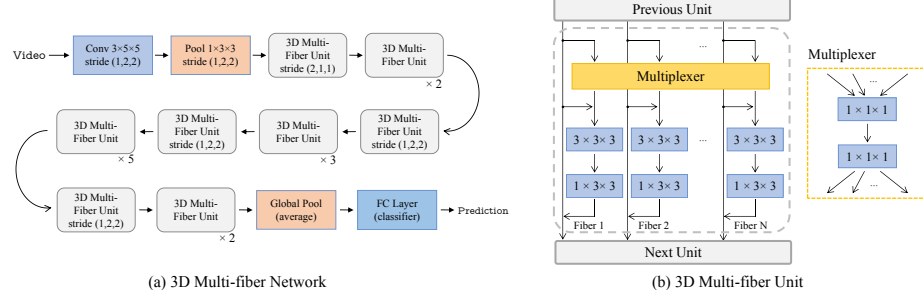 Video
Conv 3×5×5
stride (1,2,2)
Pool 1×3×3
stride (1,2,2)
3D Multi-
Fiber Unit
stride (2,1,1)
3D Multi-
Fiber Unit
× 2
3D Multi-
Fiber Unit
× 5
3D Multi-
Fiber Unit
stride (1,2,2)
3D Multi-
Fiber Unit
× 3
3D Multi-
Fiber Unit
stride (1,2,2)
3D Multi-
Fiber Unit
stride (1,2,2)
3D Multi-
Fiber Unit
× 2
Global Pool
(average)
FC Layer
(classifier)
Prediction
(a) 3D Multi-fiber Network
Previous Unit
...
Multiplexer
3 × 3× 3
3 × 3× 3
...
3 × 3× 3
1 × 3× 3
1 × 3× 3
1 × 3× 3
Fiber 1
Fiber 2
Fiber N
Next Unit
(b) 3D Multi-fiber Unit
Multiplexer
...
1 × 1 × 1
1 × 1 × 1
...